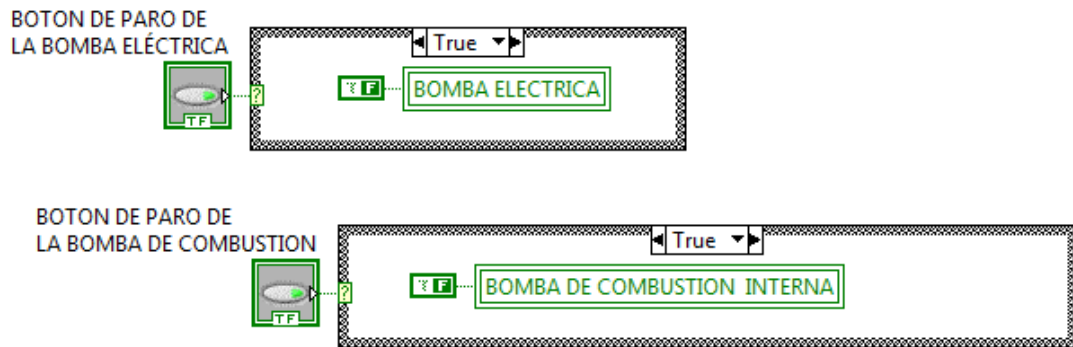 BOTON DE PARO DE
LA BOMBA ELÉCTRICA
True
?
F
BOMBA ELECTRICA
TF
BOTON DE PARO DE
LA BOMBA DE COMBUSTION
True
?
F
BOMBA DE COMBUSTION INTERNA
TF